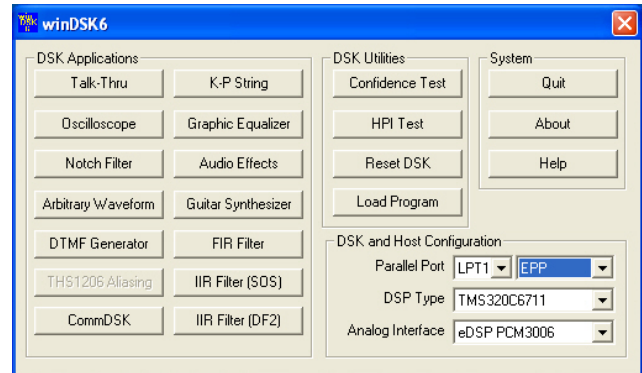 winDSK6
DSK Applications
Talk-Thru
K-P String
Oscilloscope
Graphic Equalizer
Notch Filter
Audio Effects
Arbitrary Waveform
Guitar Synthesizer
DTMF Generator
FIR Filter
THS1206 Aliasing
IIR Filter (SOS)
CommDSK
IIR Filter (DF2)
DSK Utilities
Confidence Test
HPI Test
Reset DSK
Load Program
System
Quit
About
Help
DSK and Host Configuration
Parallel Port LPT1 EPP
DSP Type TMS320C6711
Analog Interface eDSP PCM3006